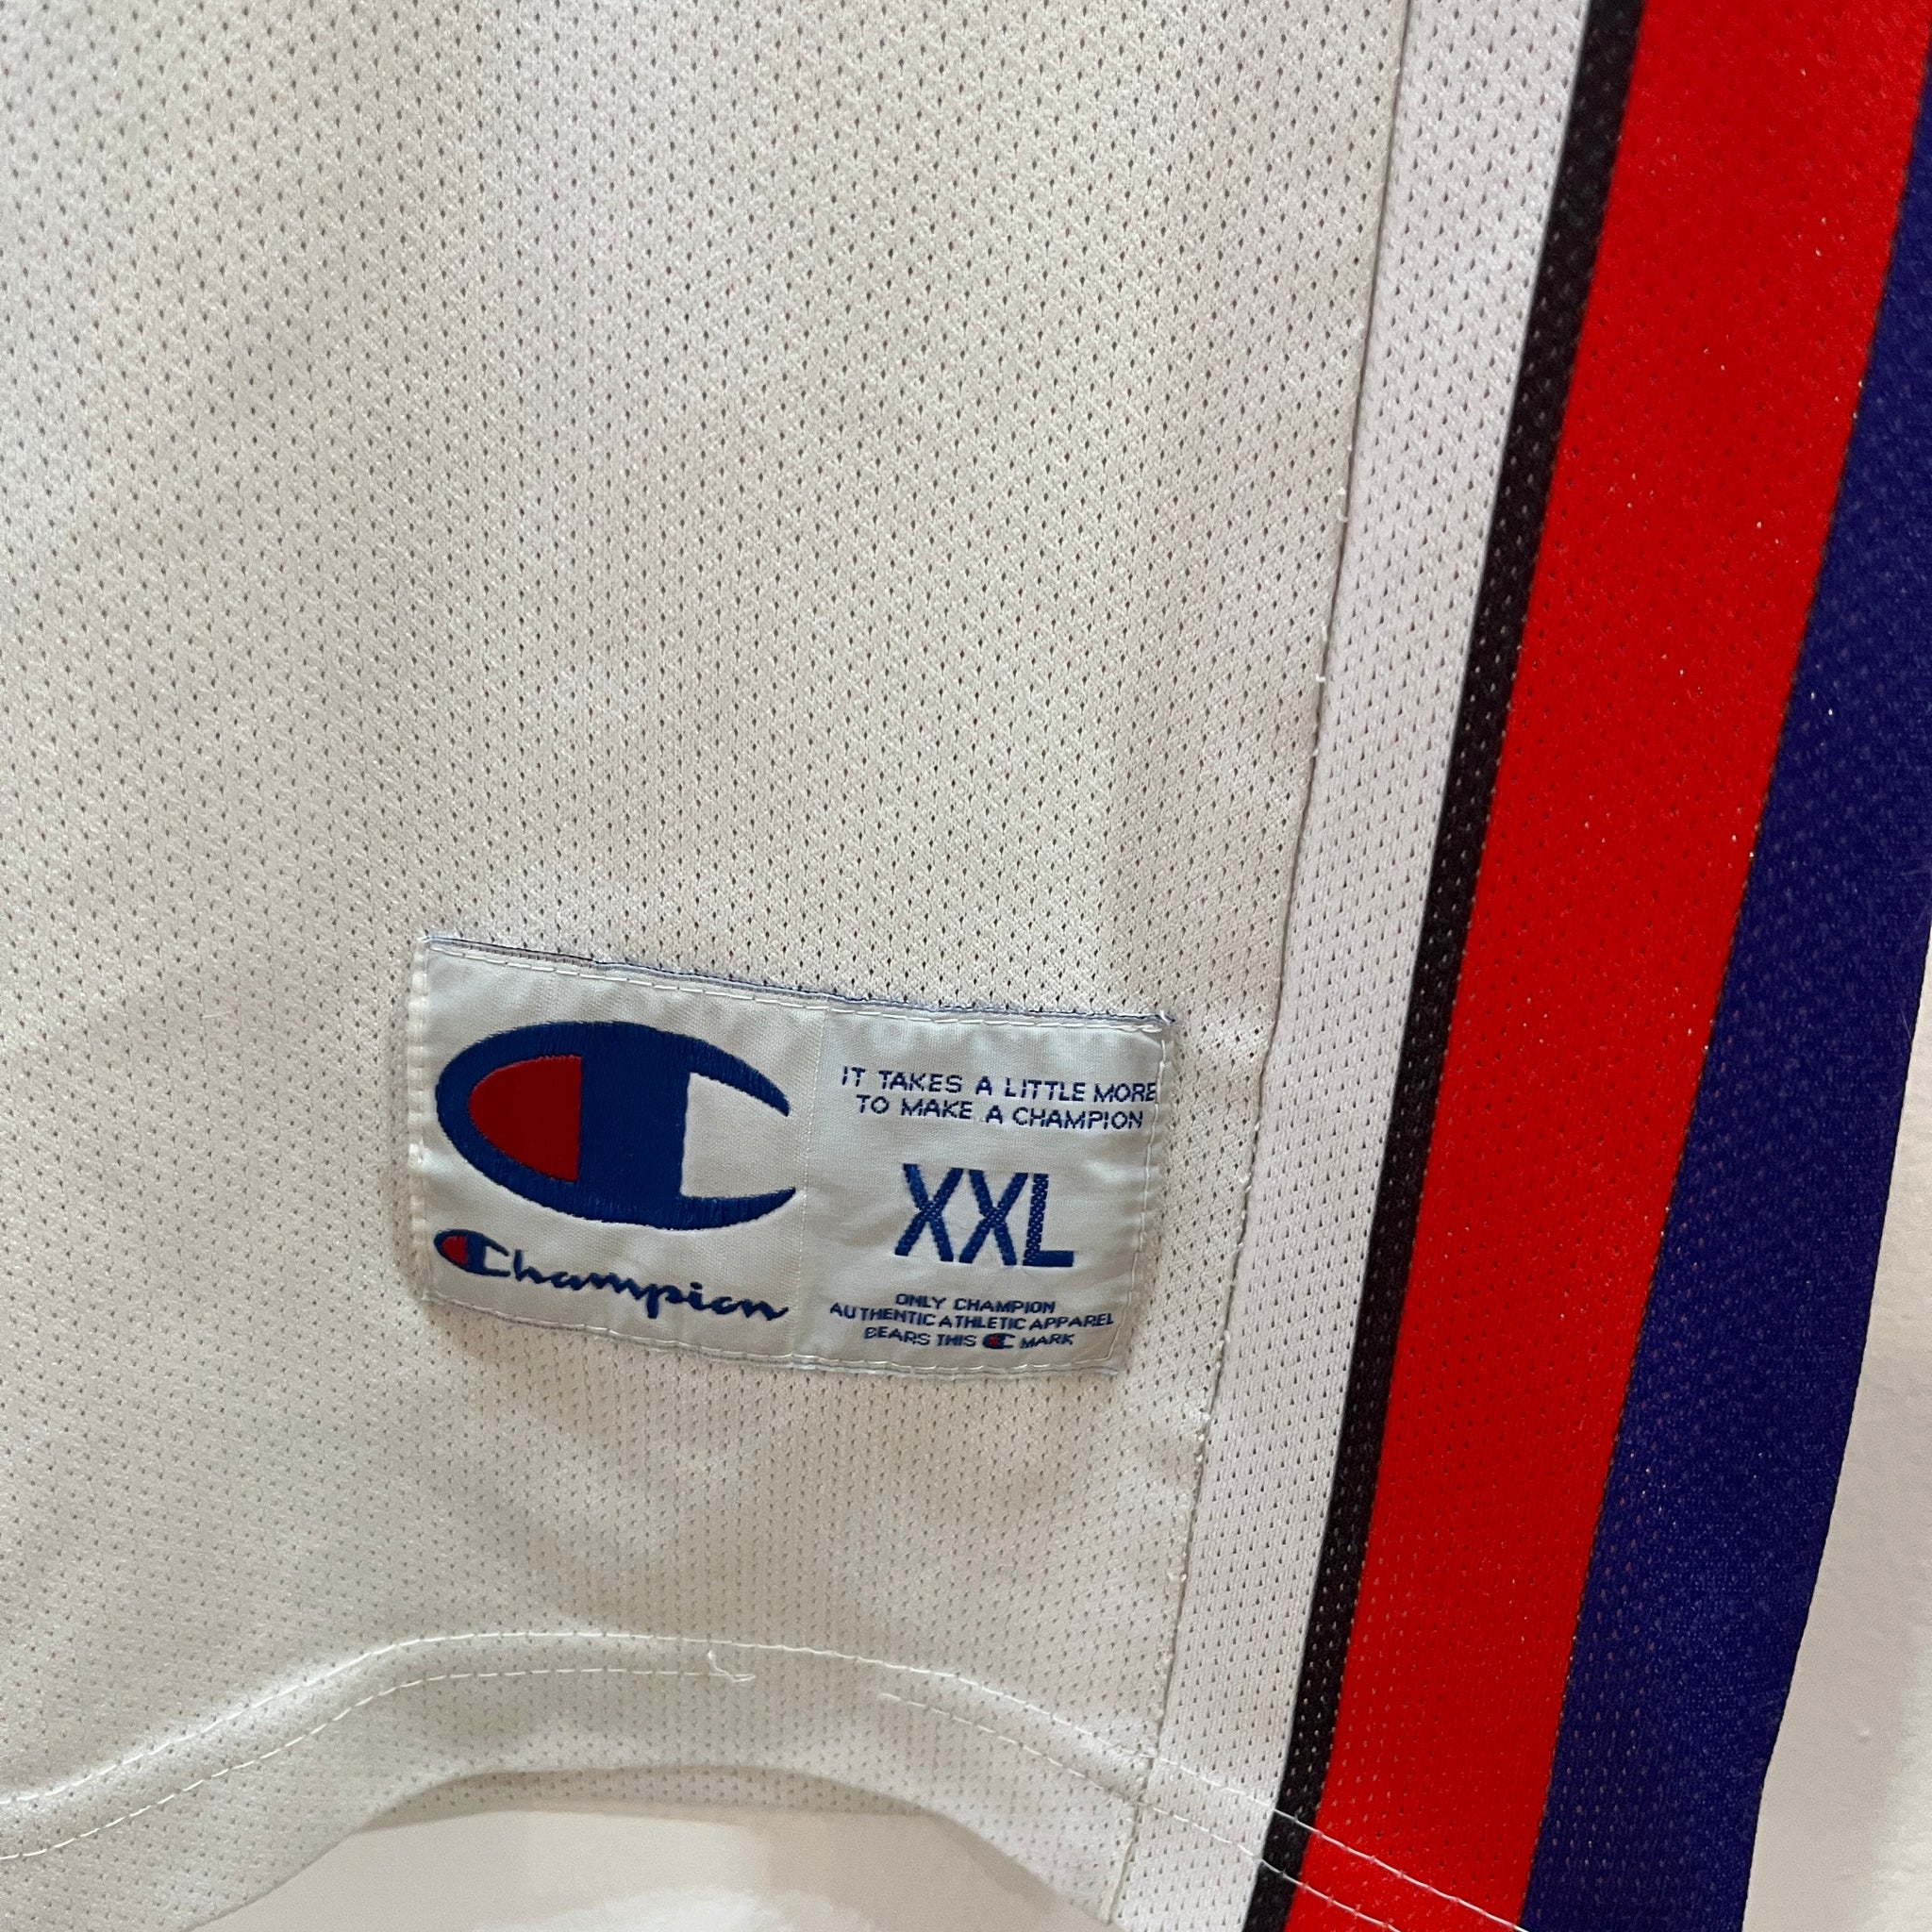 Champion
IT TAKES A LITTLE MORE
TO MAKE A CHAMPION
XXL
ONLY CHAMPION
AUTHENTIC ATHLETIC APPAREL
BEARS THIS C MARK